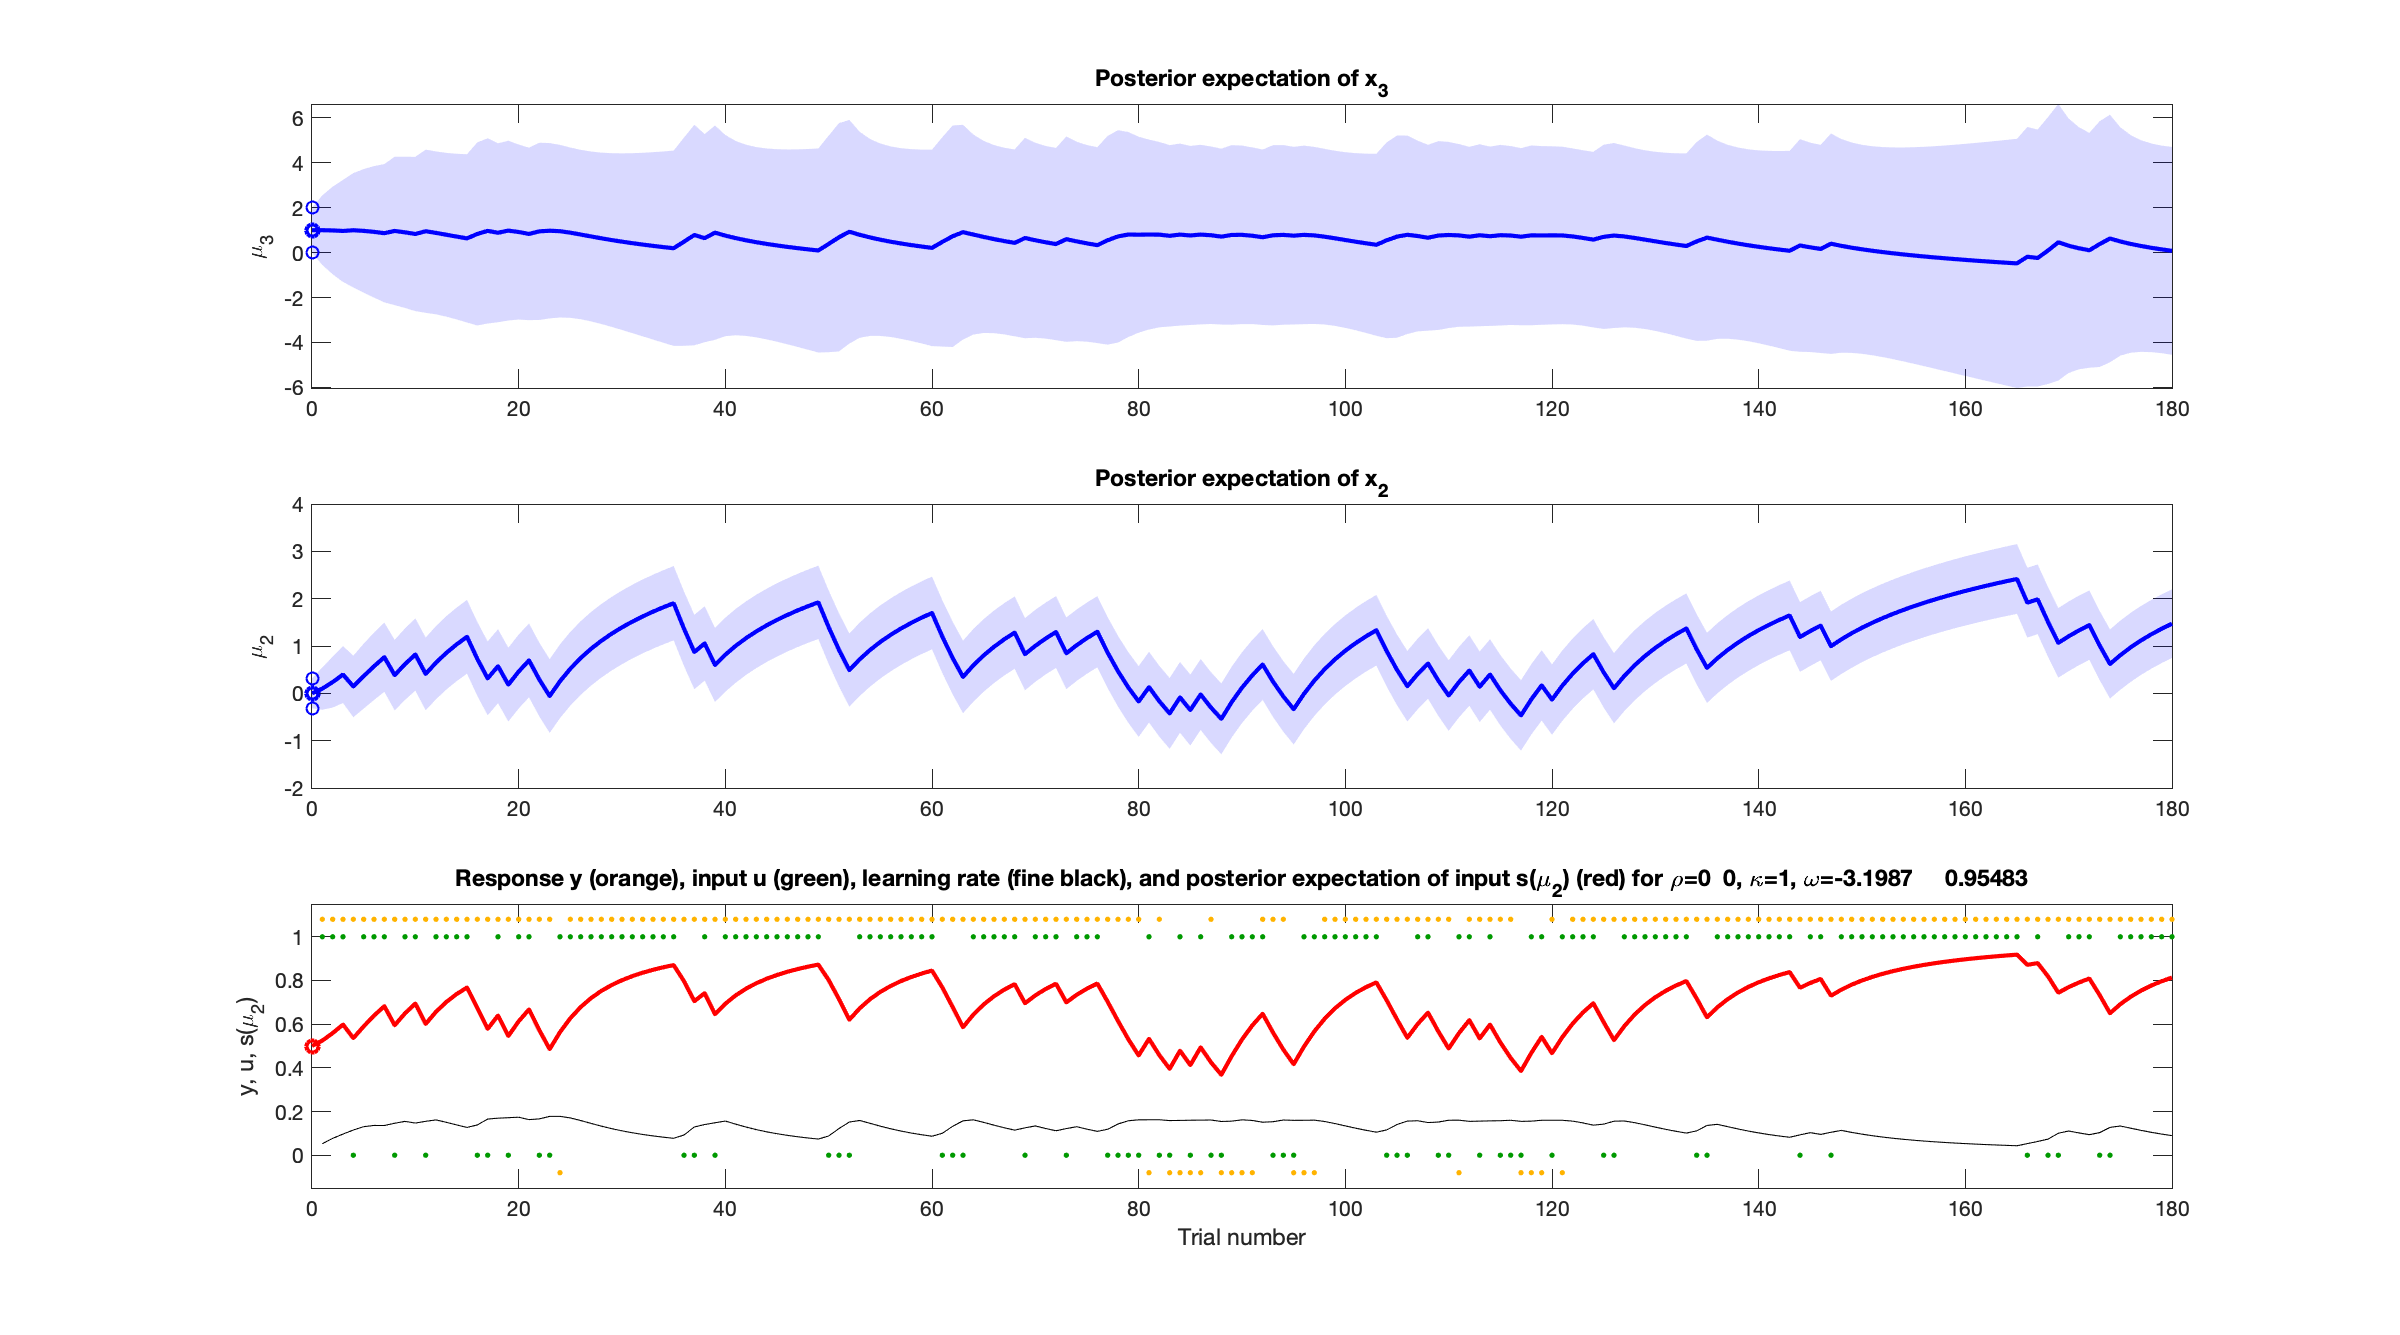 Posterior expectation of x3
μ3
6
4
2
0
-2
-4
-6
0 20 40 60 80 100 120 140 160 180
Posterior expectation of x2
μ2
4
3
2
1
0
-1
-2
0 20 40 60 80 100 120 140 160 180
Response y (orange), input u (green), learning rate (fine black), and posterior expectation of input s(μ2) (red) for ρ=0 0, κ=1, ω=-3.1987 0.95483
y, u, s(μ2)
1
0.8
0.6
0.4
0.2
0
0 20 40 60 80 100 120 140 160 180
Trial number